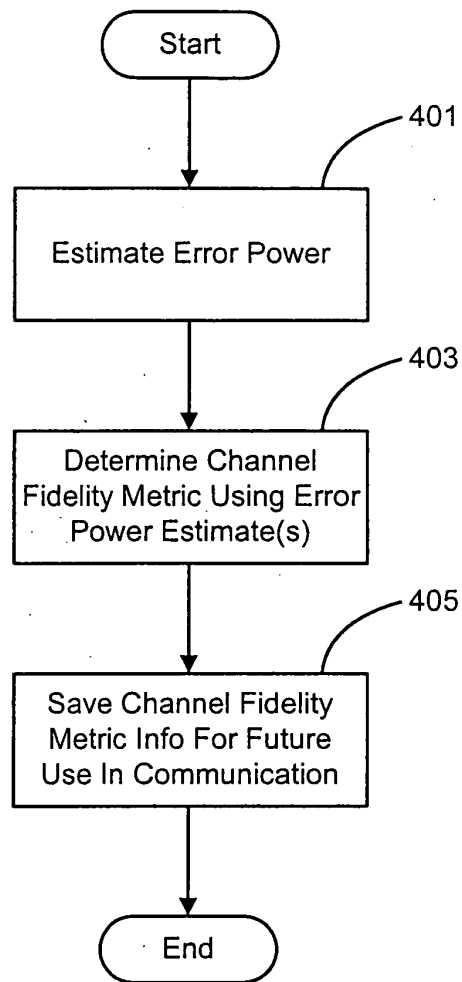 Start
401
Estimate Error Power
403
Determine Channel
Fidelity Metric Using Error
Power Estimate(s)
405
Save Channel Fidelity
Metric Info For Future
Use In Communication
End